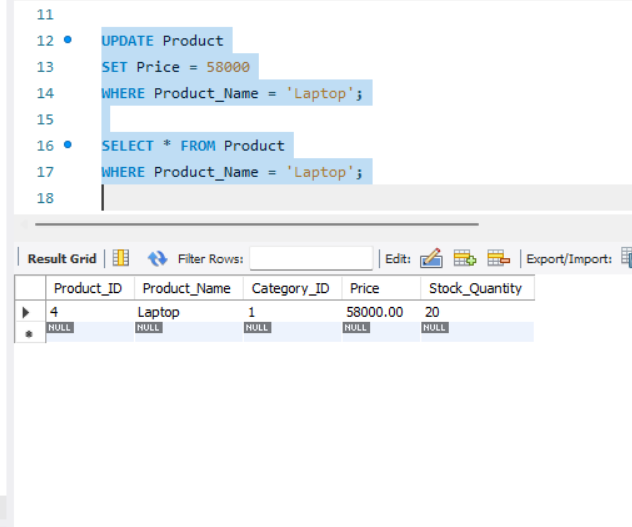 11
12 UPDATE Product
13 SET Price = 58000
14 WHERE Product_Name = 'Laptop';
15
16 SELECT * FROM Product
17 WHERE Product_Name = 'Laptop';
18
Result Grid Filter Rows: Edit: Export/Import:
Product_ID Product_Name Category_ID Price Stock_Quantity
4 Laptop 1 58000.00 20
NULL NULL NULL NULL NULL